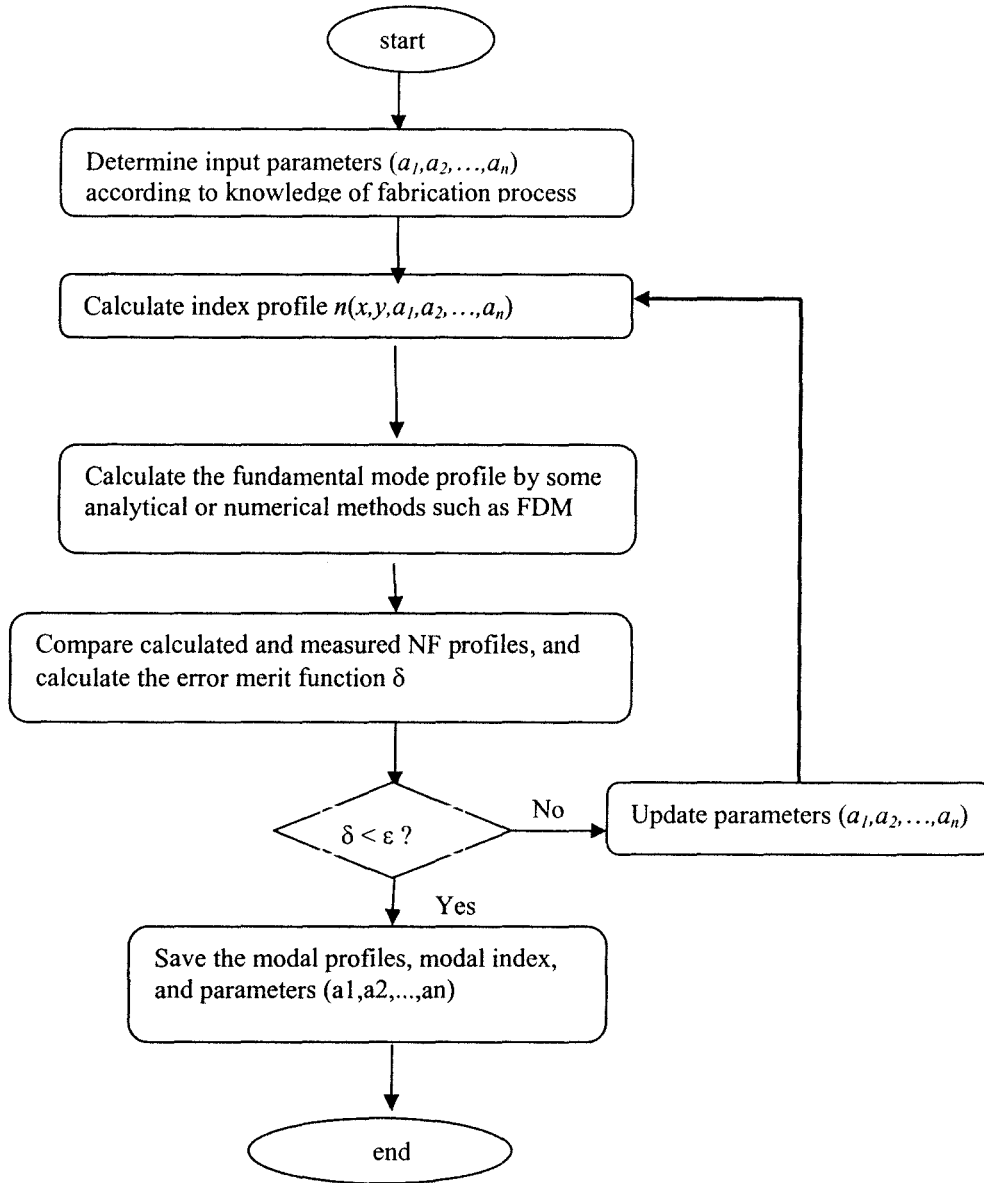 start
Determine input parameters (a1,a2,…,an)
according to knowledge of fabrication process
Calculate index profile n(x,y,a1,a2,…,an)
Calculate the fundamental mode profile by some
analytical or numerical methods such as FDM
Compare calculated and measured NF profiles, and
calculate the error merit function δ
No
Update parameters (a1,a2,…,an)
δ < ε ?
Yes
Save the modal profiles, modal index,
and parameters (a1,a2,...,an)
end